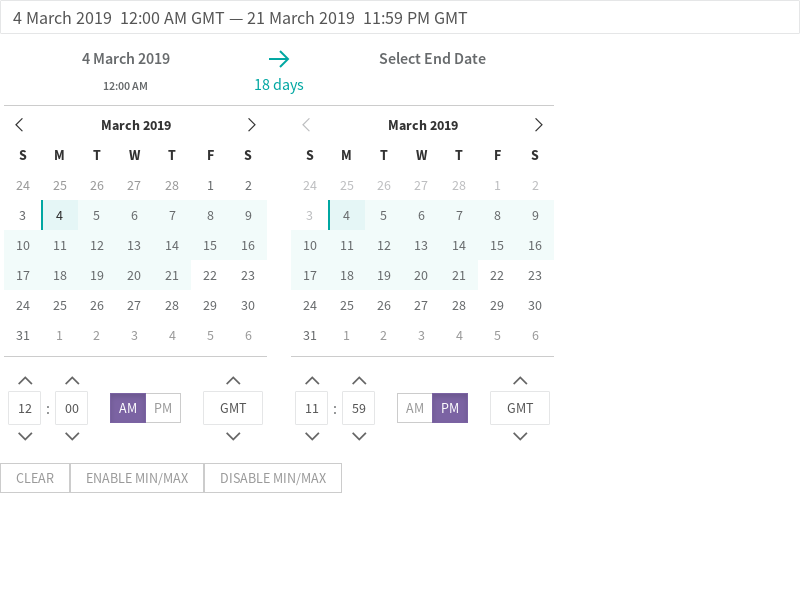 4 March 2019  12:00 AM GMT — 21 March 2019  11:59 PM GMT
4 March 2019
12:00 AM
18 days
Select End Date
March 2019
S M T W T F S
24 25 26 27 28 1 2
3 4 5 6 7 8 9
10 11 12 13 14 15 16
17 18 19 20 21 22 23
24 25 26 27 28 29 30
31 1 2 3 4 5 6
12 : 00 AM PM GMT
March 2019
S M T W T F S
24 25 26 27 28 1 2
3 4 5 6 7 8 9
10 11 12 13 14 15 16
17 18 19 20 21 22 23
24 25 26 27 28 29 30
31 1 2 3 4 5 6
11 : 59 AM PM GMT
CLEAR ENABLE MIN/MAX DISABLE MIN/MAX